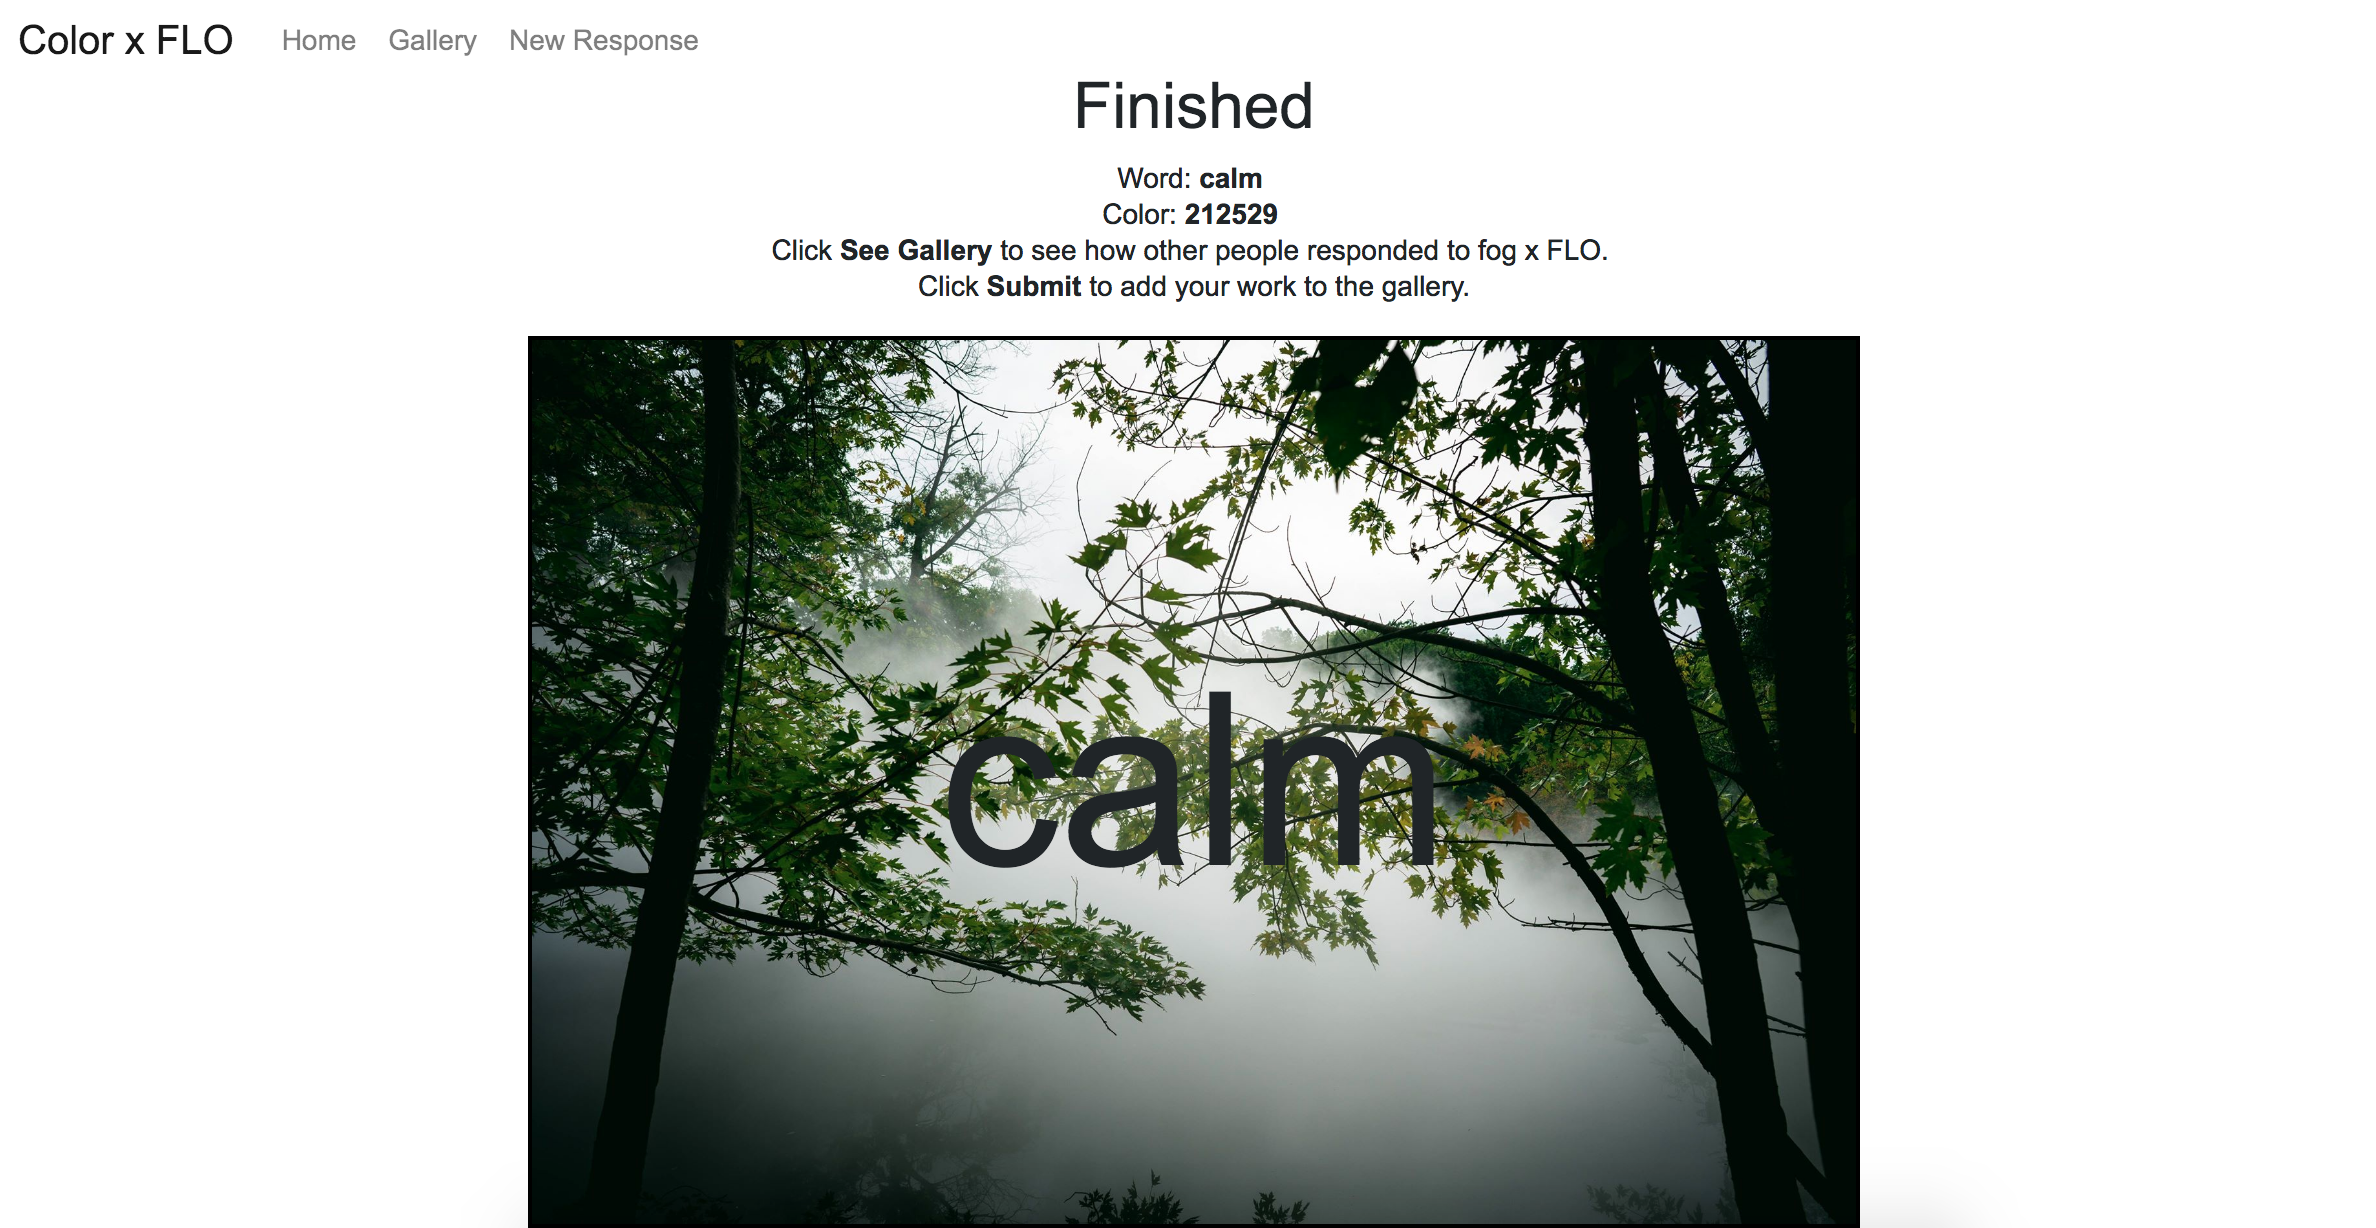 Color x FLO Home Gallery New Response
Finished
Word: calm
Color: 212529
Click See Gallery to see how other people responded to fog x FLO.
Click Submit to add your work to the gallery.
calm